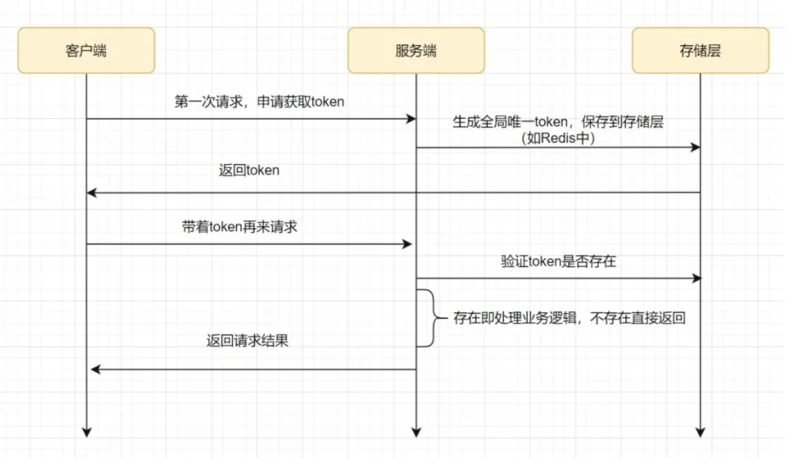 客户端
服务端
存储层
第一次请求，申请获取token
生成全局唯一token，保存到存储层
（如Redis中）
返回token
带着token再来请求
验证token是否存在
存在即处理业务逻辑，不存在直接返回
返回请求结果